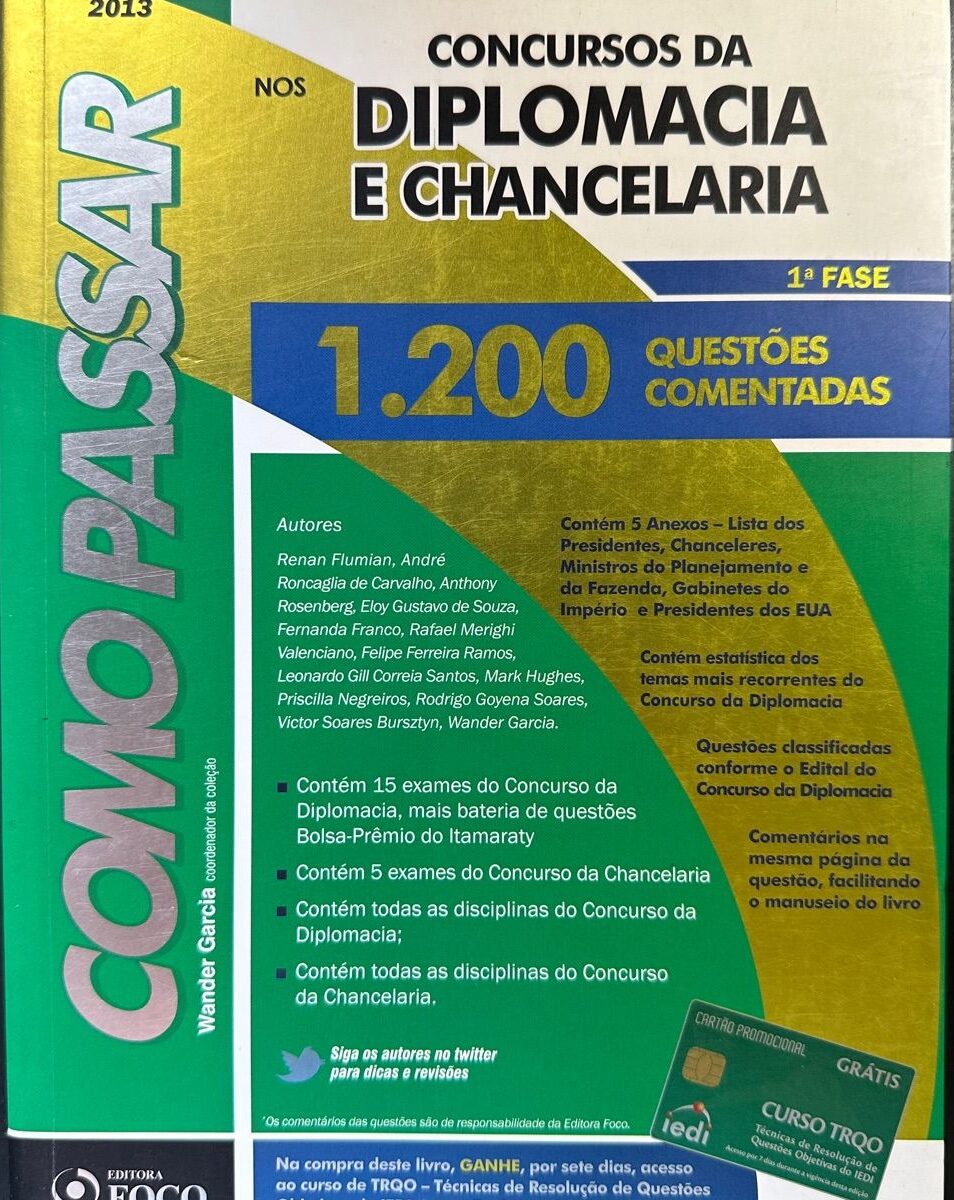 2013
COMO PASSAR
NOS
CONCURSOS DA
DIPLOMACIA
E CHANCELARIA
1ª FASE
1.200
QUESTÕES
COMENTADAS
Wander Garcia coordenador da coleção
Autores
Renan Flumian, André
Roncaglia de Carvalho, Anthony
Rosenberg, Eloy Gustavo de Souza,
Fernanda Franco, Rafael Merighi
Valenciano, Felipe Ferreira Ramos,
Leonardo Gill Correia Santos, Mark Hughes,
Priscilla Negreiros, Rodrigo Goyena Soares,
Victor Soares Bursztyn, Wander Garcia.
Contém 5 Anexos – Lista dos
Presidentes, Chanceleres,
Ministros do Planejamento e
da Fazenda, Gabinetes do
Império e Presidentes dos EUA
Contém estatística dos
temas mais recorrentes do
Concurso da Diplomacia
Questões classificadas
conforme o Edital do
Concurso da Diplomacia
Comentários na
mesma página da
questão, facilitando
o manuseio do livro
Contém 15 exames do Concurso da
Diplomacia, mais bateria de questões
Bolsa-Prêmio do Itamaraty
Contém 5 exames do Concurso da Chancelaria
Contém todas as disciplinas do Concurso da
Diplomacia;
Contém todas as disciplinas do Concurso
da Chancelaria.
Siga os autores no twitter
para dicas e revisões
*Os comentários das questões são de responsabilidade da Editora Foco.
CARTÃO PROMOCIONAL
GRÁTIS
iedi
CURSO TRQO
Técnicas de Resolução de
Questões Objetivas do IEDI
Acesso por 7 dias durante a vigência desta edição
EDITORA
FOCO
Na compra deste livro, GANHE, por sete dias, acesso
ao curso de TRQO – Técnicas de Resolução de Questões